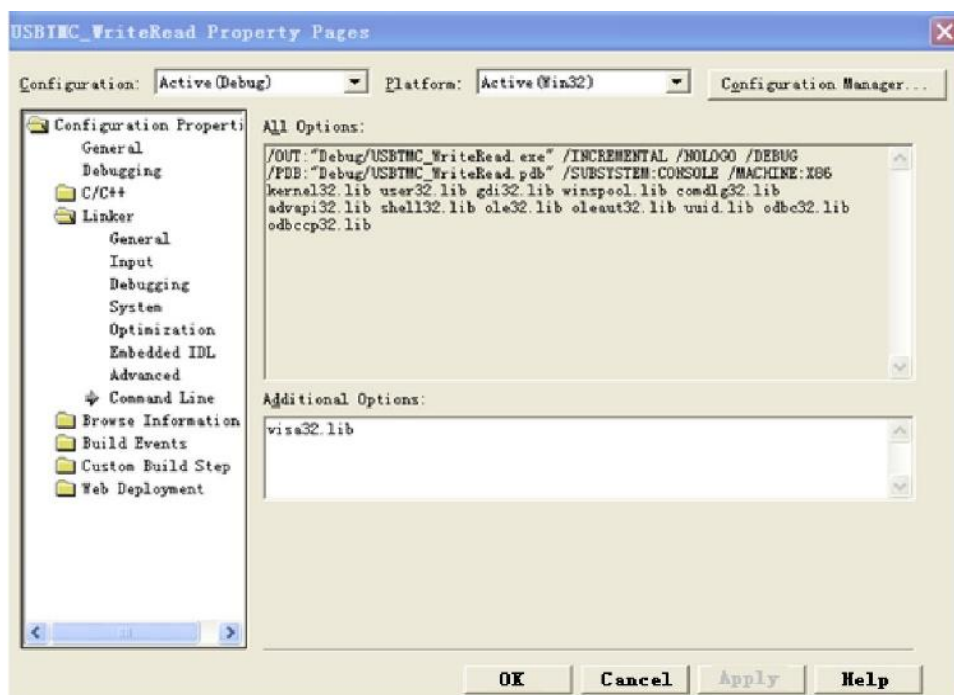 USBTMC_WriteRead Property Pages
Configuration: Active(Debug) Platform: Active(Win32) Configuration Manager...
Configuration Properti
General
Debugging
C/C++
Linker
General
Input
Debugging
System
Optimization
Embedded IDL
Advanced
Command Line
Browse Information
Build Events
Custom Build Step
Web Deployment
All Options:
/OUT:"Debug/USBTMC_WriteRead.exe" /INCREMENTAL /NOLOGO /DEBUG
/PDB:"Debug/USBTMC_WriteRead.pdb" /SUBSYSTEM:CONSOLE /MACHINE:X86
kernel32.lib user32.lib gdi32.lib winspool.lib comdlg32.lib
advapi32.lib shell32.lib ole32.lib oleaut32.lib uuid.lib odbc32.lib
odbccp32.lib
Additional Options:
visa32.lib
OK Cancel Apply Help